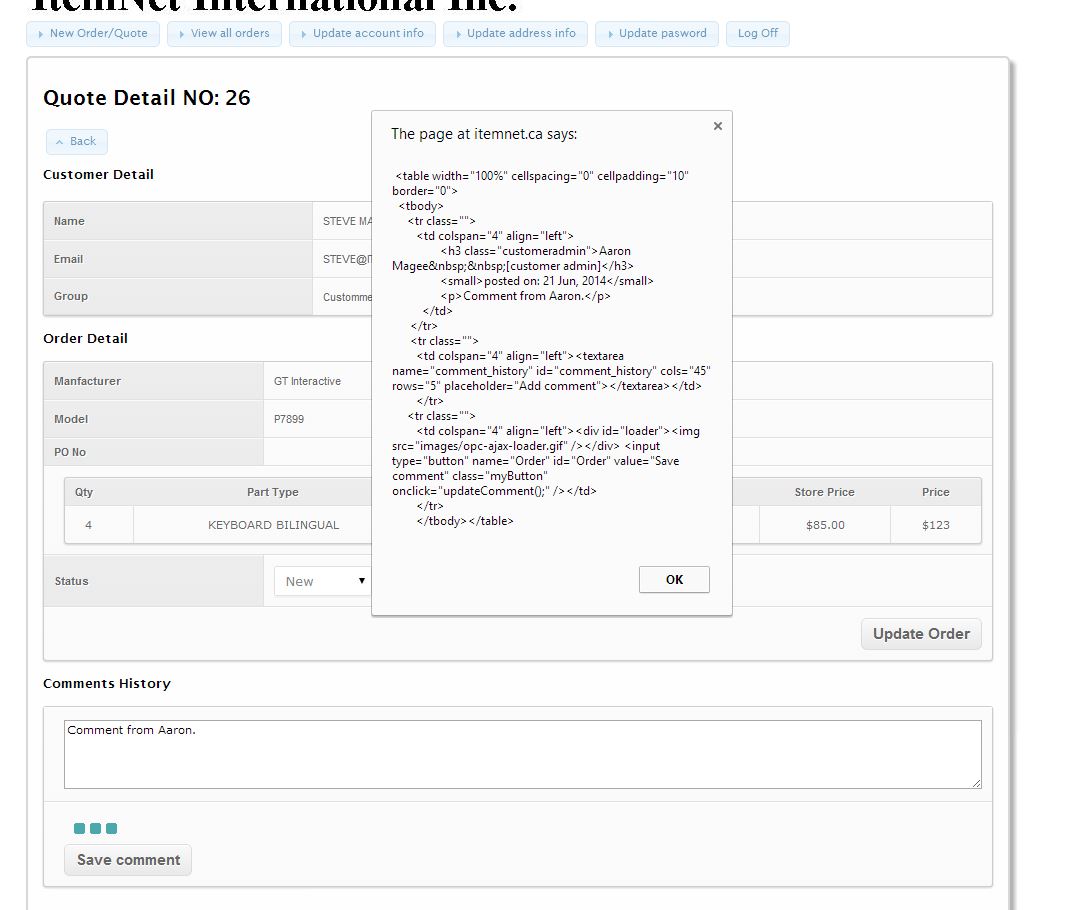 ItemNet International Inc.
New Order/Quote View all orders Update account info Update address info Update pasword Log Off
Quote Detail NO: 26
Back
Customer Detail
Name STEVE MA
Email STEVE@
Group Custome
Order Detail
Manfacturer GT Interactive
Model P7899
PO No
Qty Part Type Store Price Price
4 KEYBOARD BILINGUAL $85.00 $123
Status New
Update Order
Comments History
Comment from Aaron.
Save comment
The page at itemnet.ca says:
<table width="100%" cellspacing="0" cellpadding="10"
border="0">
<tbody>
<tr class="">
<td colspan="4" align="left">
<h3 class="customeradmin">Aaron
Magee&nbsp;&nbsp;[customer admin]</h3>
<small>posted on: 21 Jun, 2014</small>
<p>Comment from Aaron.</p>
</td>
</tr>
<tr class="">
<td colspan="4" align="left"><textarea
name="comment_history" id="comment_history" cols="45"
rows="5" placeholder="Add comment"></textarea></td>
</tr>
<tr class="">
<td colspan="4" align="left"><div id="loader"><img
src="images/opc-ajax-loader.gif" /></div> <input
type="button" name="Order" id="Order" value="Save
comment" class="myButton"
onclick="updateComment();" /></td>
</tr>
</tbody></table>
OK